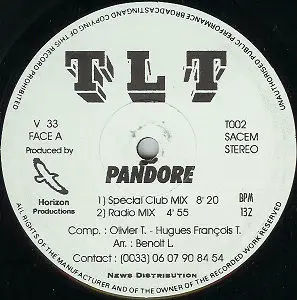 UNAUTHORISED PUBLIC PERFORMANCE BROADCASTING AND COPYING OF THIS RECORD PROHIBITED
TLT
V 33
FACE A
Produced by
Horizon
Productions
T002
SACEM
STEREO
PANDORE
1) Special Club MIX 8' 20
2) Radio MIX 4' 55
BPM
132
Comp. : Olivier T. - Hugues François T.
Arr. : Benoit L.
Contact : (0033) 06 07 90 84 54
NEWS DISTRIBUTION
ALL RIGHTS OF THE MANUFACTURER AND OF THE OWNER OF THE RECORDED WORK RESERVED